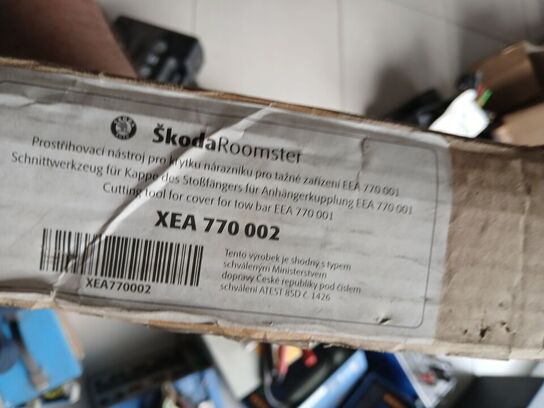 ŠkodaRoomster
Prostřihovací nástroj pro krytku nárazníku pro tažné zařízení EEA 770 001
Schnittwerkzeug für Kappe des Stoßfängers für Anhängerkupplung EEA 770 001
Cutting tool for cover for tow bar EEA 770 001
XEA 770 002
XEA770002
Tento výrobek je shodný s typem
schváleným Ministerstvem
dopravy České republiky pod číslem
schválení ATEST 8SD č. 1426